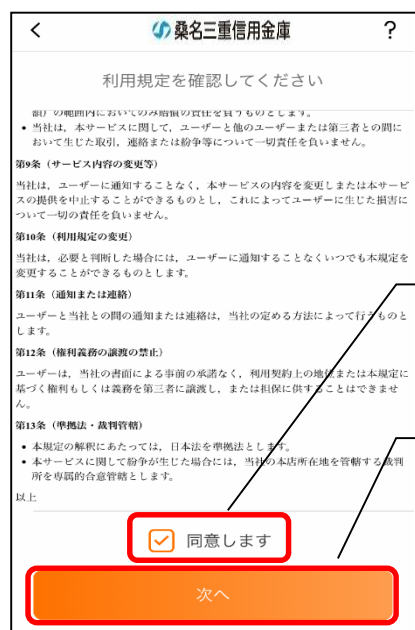 桑名三重信用金庫
?
利用規定を確認してください
額）の範囲内においてのみ賠償の責任を負うものとします。
• 当社は，本サービスに関して，ユーザーと他のユーザーまたは第三者との間に
おいて生じた取引，連絡または紛争等について一切責任を負いません。
第9条（サービス内容の変更等）
当社は，ユーザーに通知することなく，本サービスの内容を変更しまたは本サービ
スの提供を中止することができるものとし，これによってユーザーに生じた損害に
ついて一切の責任を負いません。
第10条（利用規定の変更）
当社は，必要と判断した場合には，ユーザーに通知することなくいつでも本規定を
変更することができるものとします。
第11条（通知または連絡）
ユーザーと当社との間の通知または連絡は，当社の定める方法によって行うものと
します。
第12条（権利義務の譲渡の禁止）
ユーザーは，当社の書面による事前の承諾なく，利用契約上の地位または本規定に
基づく権利もしくは義務を第三者に譲渡し，または担保に供することはできませ
ん。
第13条（準拠法・裁判管轄）
• 本規定の解釈にあたっては，日本法を準拠法とします。
• 本サービスに関して紛争が生じた場合には，当社の本店所在地を管轄する裁判
所を専属的合意管轄とします。
以上
同意します
次へ